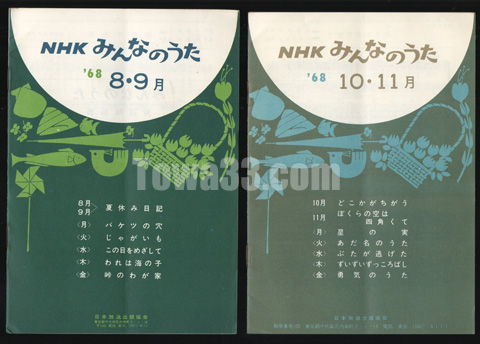 NHK みんなのうた
'68
8・9月
8月
9月
夏休み日記
〈月〉 バケツの穴
〈火〉 じゃがいも
〈水〉 この目をめざして
〈木〉 われは海の子
〈金〉 峠のわが家
日本放送出版協会
NHK みんなのうた
'68
10・11月
10月 どこかがちがう
11月 ぼくらの空は
四角くて
〈月〉 星の実
〈火〉 あだ名のうた
〈水〉 ぶたが逃げた
〈木〉 ずいずいずっころばし
〈金〉 勇気のうた
日本放送出版協会
Towa33.com